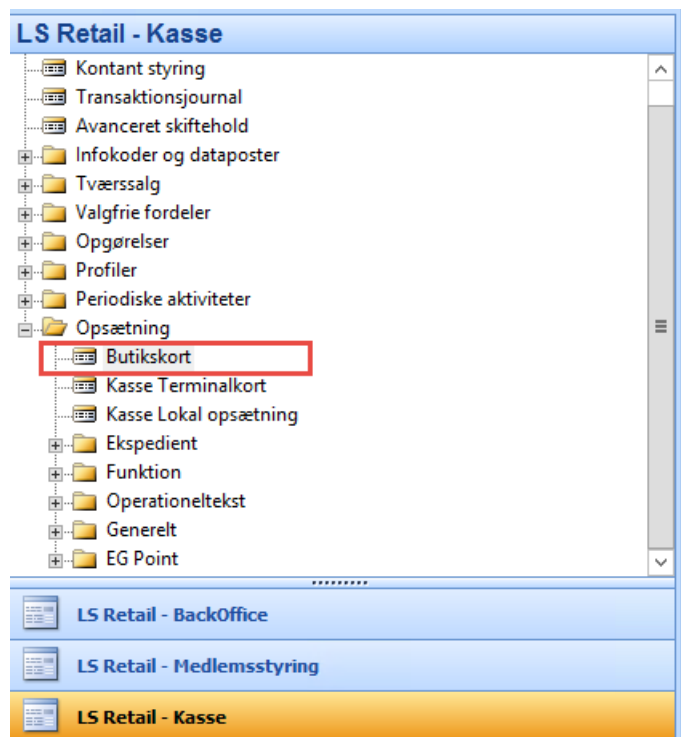 LS Retail - Kasse
Kontant styring
Transaktionsjournal
Avanceret skiftehold
Infokoder og dataposter
Tværssalg
Valgfrie fordeler
Opgørelser
Profiler
Periodiske aktiviteter
Opsætning
Butikskort
Kasse Terminalkort
Kasse Lokal opsætning
Ekspedient
Funktion
Operationeltekst
Generelt
EG Point
LS Retail - BackOffice
LS Retail - Medlemsstyring
LS Retail - Kasse